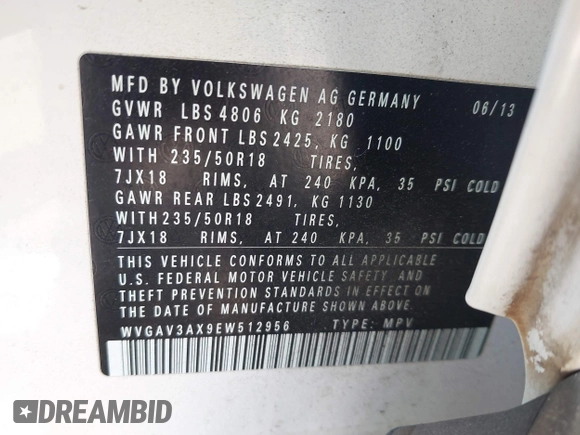 MFD BY VOLKSWAGEN AG GERMANY 06/13
GVWR LBS 4806 KG 2180
GAWR FRONT LBS 2425, KG 1100
WITH 235/50R18 TIRES,
7JX18 RIMS, AT 240 KPA, 35 PSI COLD
GAWR REAR LBS 2491, KG 1130
WITH 235/50R18 TIRES,
7JX18 RIMS, AT 240 KPA, 35 PSI COLD
THIS VEHICLE CONFORMS TO ALL APPLICABLE
U.S. FEDERAL MOTOR VEHICLE SAFETY AND
THEFT PREVENTION STANDARDS IN EFFECT ON
THE DATE OF MANUFACTURE SHOWN ABOVE.
WVGAV3AX9EW512956 TYPE: MPV
DREAMBID